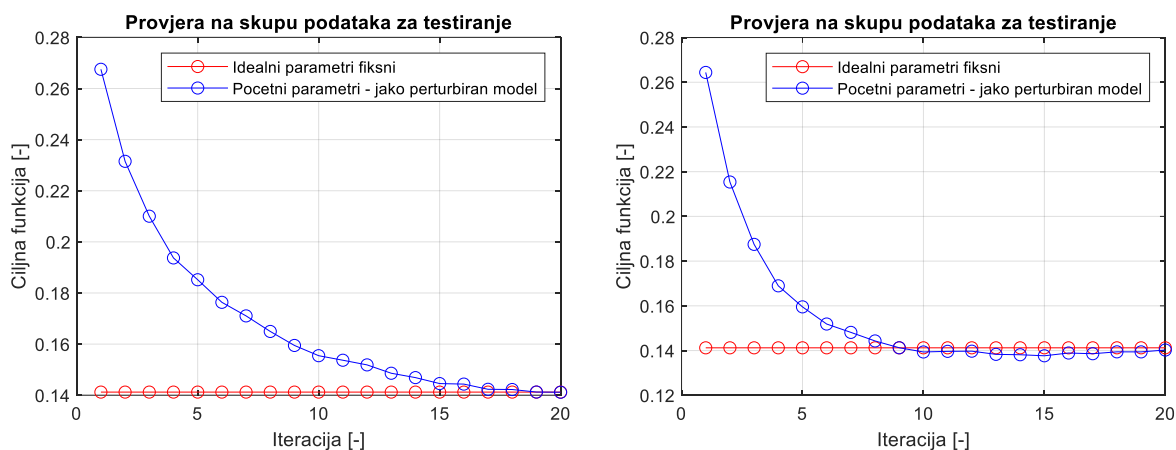 Provjera na skupu podataka za testiranje
0.28
0.26
0.24
0.22
0.2
0.18
0.16
0.14
Ciljna funkcija [-]
Idealni parametri fiksni
Pocetni parametri - jako perturbiran model
0
5
10
15
20
Iteracija [-]
Provjera na skupu podataka za testiranje
0.28
0.26
0.24
0.22
0.2
0.18
0.16
0.14
0.12
Ciljna funkcija [-]
Idealni parametri fiksni
Pocetni parametri - jako perturbiran model
0
5
10
15
20
Iteracija [-]